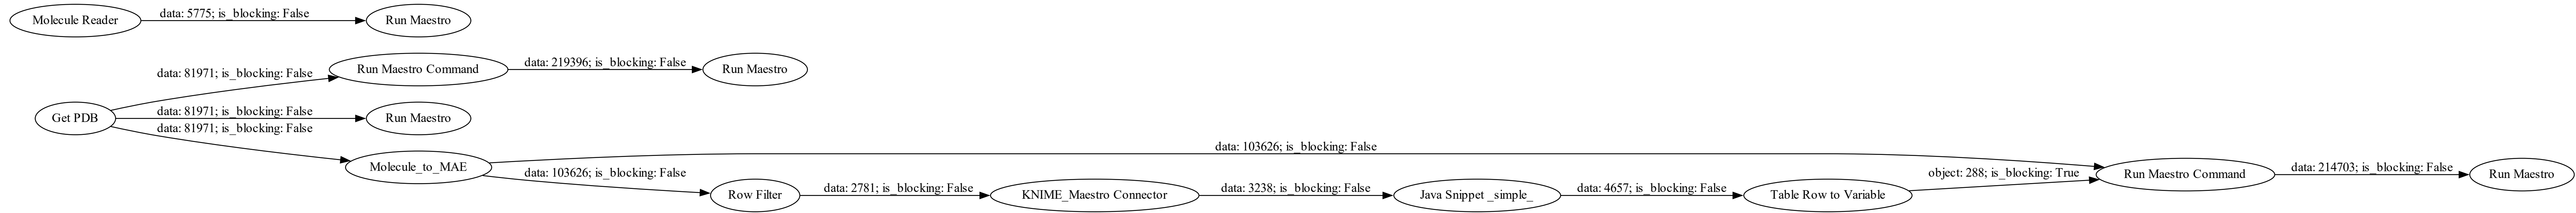 Molecule Reader
data: 5775; is_blocking: False
Run Maestro
Get PDB
data: 81971; is_blocking: False
Run Maestro Command
data: 219396; is_blocking: False
Run Maestro
data: 81971; is_blocking: False
Run Maestro
data: 81971; is_blocking: False
Molecule_to_MAE
data: 103626; is_blocking: False
data: 103626; is_blocking: False
Row Filter
data: 2781; is_blocking: False
KNIME_Maestro Connector
data: 3238; is_blocking: False
Java Snippet _simple_
data: 4657; is_blocking: False
Table Row to Variable
object: 288; is_blocking: True
Run Maestro Command
data: 214703; is_blocking: False
Run Maestro